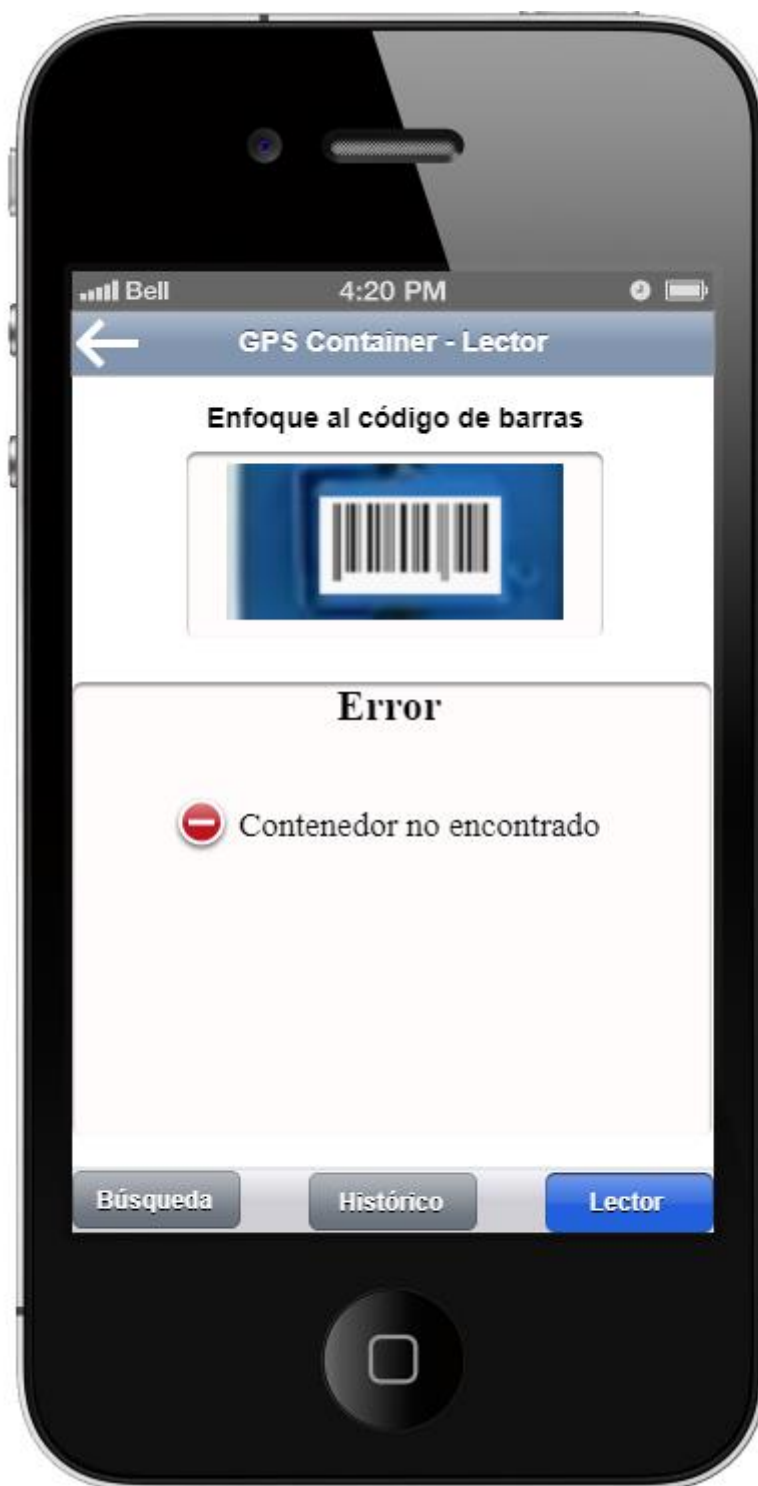 Bell 4:20 PM
GPS Container - Lector
Enfoque al código de barras
Error
Contenedor no encontrado
Búsqueda Histórico Lector